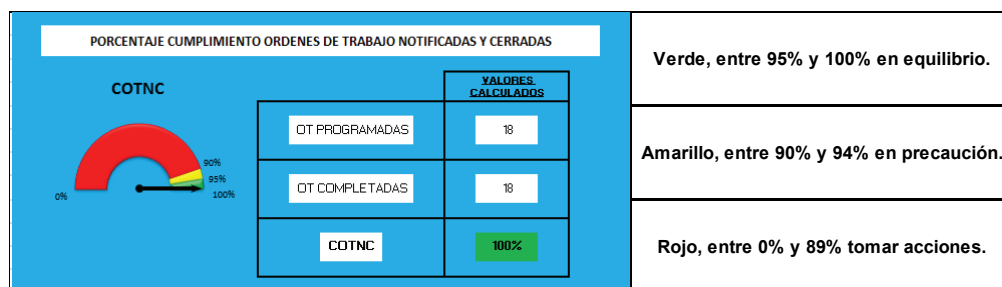 PORCENTAJE CUMPLIMIENTO ORDENES DE TRABAJO NOTIFICADAS Y CERRADAS
COTNC
90%
95%
100%
0%
VALORES
CALCULADOS
OT PROGRAMADAS
18
OT COMPLETADAS
18
COTNC
100%
Verde, entre 95% y 100% en equilibrio.
Amarillo, entre 90% y 94% en precaución.
Rojo, entre 0% y 89% tomar acciones.